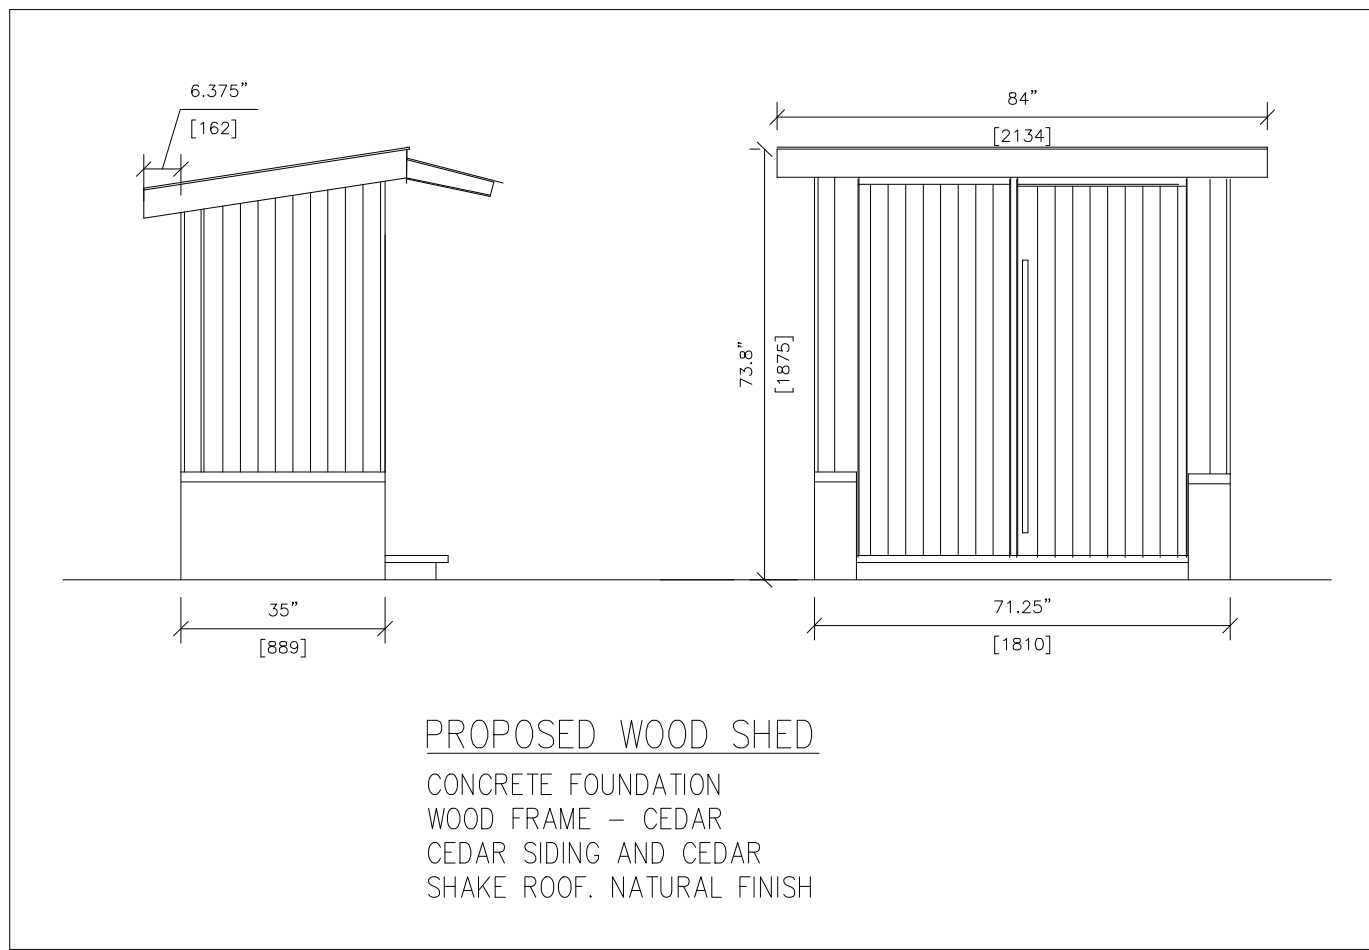 6.375”
[162]
84”
[2134]
73.8”
[1875]
35”
[889]
71.25”
[1810]
PROPOSED WOOD SHED
CONCRETE FOUNDATION
WOOD FRAME – CEDAR
CEDAR SIDING AND CEDAR
SHAKE ROOF. NATURAL FINISH